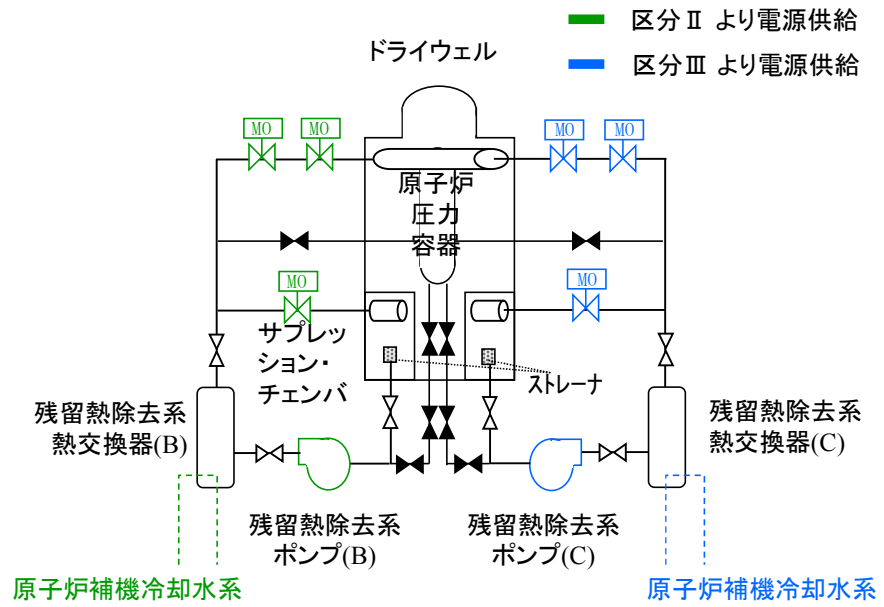 区分Ⅱ より電源供給
区分Ⅲ より電源供給
ドライウェル
MO
MO
MO
MO
原子炉
圧力
容器
MO
MO
サプレッ
ション・
チェンバ
ストレーナ
残留熱除去系
熱交換器(B)
残留熱除去系
熱交換器(C)
残留熱除去系
ポンプ(B)
残留熱除去系
ポンプ(C)
原子炉補機冷却水系
原子炉補機冷却水系